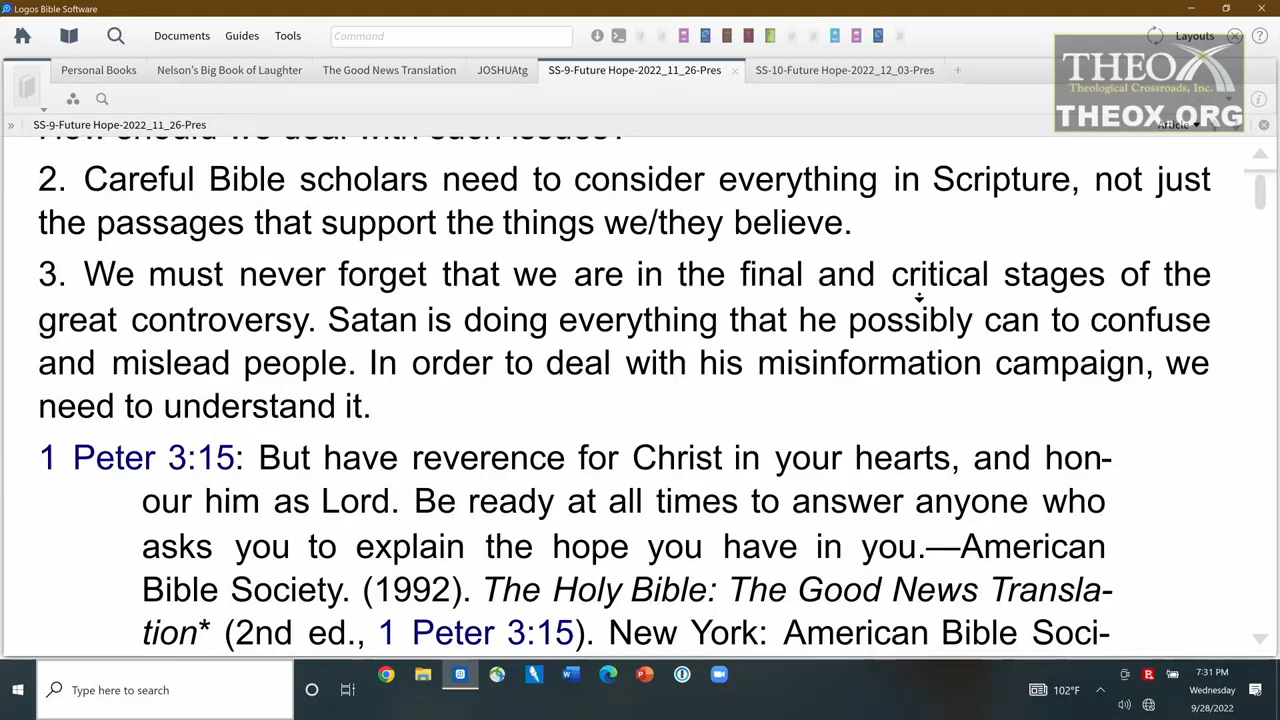 Logos Bible Software
Documents Guides Tools Command Layouts
Personal Books Nelson's Big Book of Laughter The Good News Translation JOSHUAtg SS-9-Future Hope-2022_11_26-Pres SS-10-Future Hope-2022_12_03-Pres
THEOX
Theological Crossroads, Inc.
THEOX.ORG
SS-9-Future Hope-2022_11_26-Pres Article
How should we deal with such issues?
2. Careful Bible scholars need to consider everything in Scripture, not just
the passages that support the things we/they believe.
3. We must never forget that we are in the final and critical stages of the
great controversy. Satan is doing everything that he possibly can to confuse
and mislead people. In order to deal with his misinformation campaign, we
need to understand it.
1 Peter 3:15: But have reverence for Christ in your hearts, and hon-
our him as Lord. Be ready at all times to answer anyone who
asks you to explain the hope you have in you.—American
Bible Society. (1992). The Holy Bible: The Good News Transla-
tion* (2nd ed., 1 Peter 3:15). New York: American Bible Soci-
Type here to search
102°F
7:31 PM
Wednesday
9/28/2022